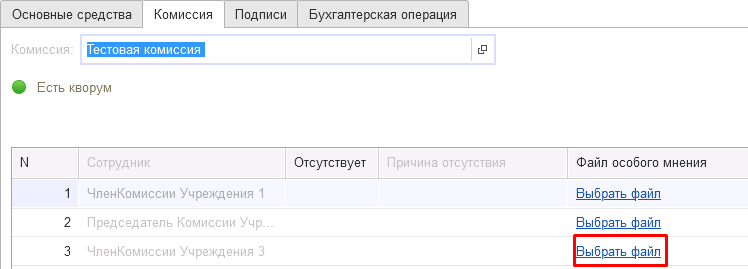 Основные средства Комиссия Подписи Бухгалтерская операция
Комиссия: Тестовая комиссия
Есть кворум
N Сотрудник Отсутствует Причина отсутствия Файл особого мнения
1 ЧленКомиссии Учреждения 1 Выбрать файл
2 Председатель Комиссии Учр... Выбрать файл
3 ЧленКомиссии Учреждения 3 Выбрать файл